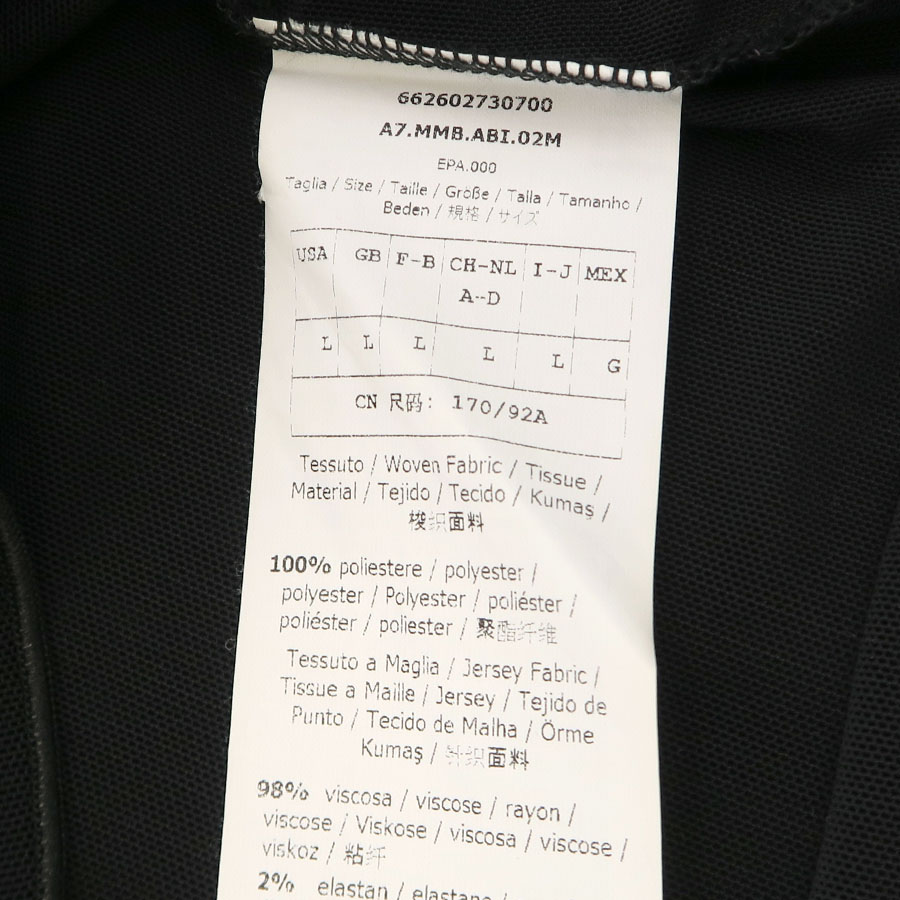 662602730700
A7.MMB.ABI.02M
EPA.000
Taglia / Size / Taille / Größe / Talla / Tamanho /
Beden / 規格 / サイズ
USA GB F-B CH-NL I-J MEX
A-D
L L L L L G
CN 尺码: 170/92A
Tessuto / Woven Fabric / Tissue /
Material / Tejido / Tecido / Kumaş /
梭织面料
100% poliestere / polyester /
polyester / Polyester / poliéster /
poliéster / poliester / 聚酯纤维
Tessuto a Maglia / Jersey Fabric /
Tissue a Maille / Jersey / Tejido de
Punto / Tecido de Malha / Örme
Kumaş / 针织面料
98% viscosa / viscose / rayon /
viscose / Viskose / viscosa / viscose /
viskoz / 粘纤
2% elastan / elastane /